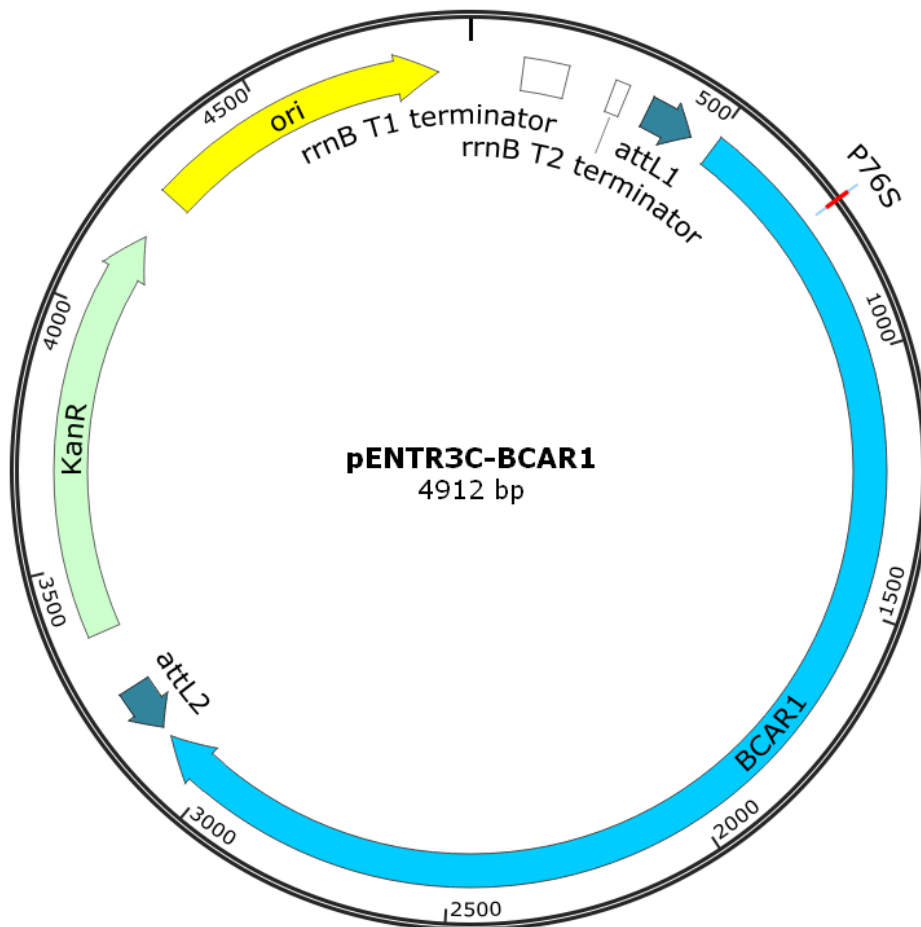 pENTR3C-BCAR1
4912 bp
rrnB T1 terminator
rrnB T2 terminator
attL1
500
P76S
1000
1500
BCAR1
2000
2500
3000
attL2
3500
KanR
4000
4500
ori